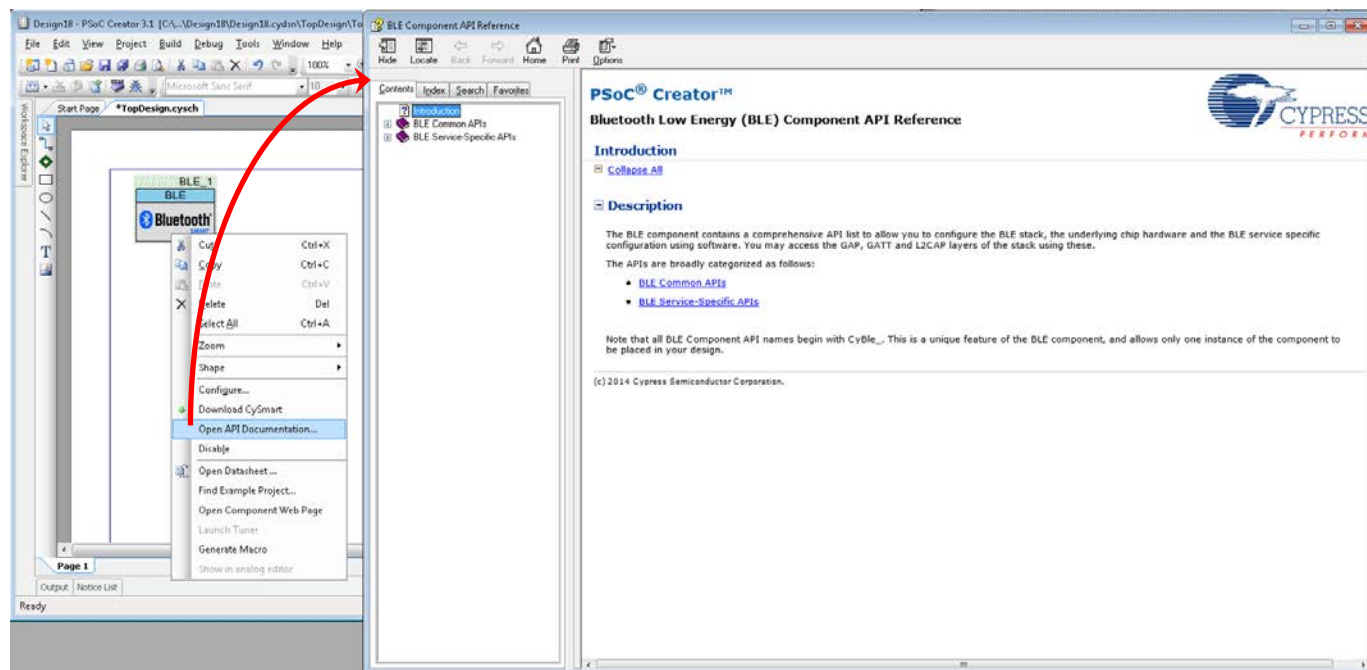 Design18 - PSoC Creator 3.1 [C:\...\Design18\Design18.cydsn\TopDesign\To
File Edit View Project Build Debug Tools Window Help
100%
Microsoft Sans Serif
10
Start Page
*TopDesign.cysch
Workspace Explorer
BLE_1
BLE
Bluetooth
SMART
Cut Ctrl+X
Copy Ctrl+C
Paste Ctrl+V
Delete Del
Select All Ctrl+A
Zoom
Shape
Configure...
Download CySmart
Open API Documentation...
Disable
Open Datasheet ...
Find Example Project...
Open Component Web Page
Launch Tuner
Generate Macro
Show in analog editor
Page 1
Output Notice List
Ready
BLE Component API Reference
Hide Locate Back Forward Home Print Options
Contents Index Search Favorites
Introduction
BLE Common APIs
BLE Service-Specific APIs
PSoC® Creator™
CYPRESS
PERFORM
Bluetooth Low Energy (BLE) Component API Reference
Introduction
Collapse All
Description
The BLE component contains a comprehensive API list to allow you to configure the BLE stack, the underlying chip hardware and the BLE service specific
configuration using software. You may access the GAP, GATT and L2CAP layers of the stack using these.
The APIs are broadly categorized as follows:
• BLE Common APIs
• BLE Service-Specific APIs
Note that all BLE Component API names begin with CyBle_. This is a unique feature of the BLE component, and allows only one instance of the component to
be placed in your design.
(c) 2014 Cypress Semiconductor Corporation.